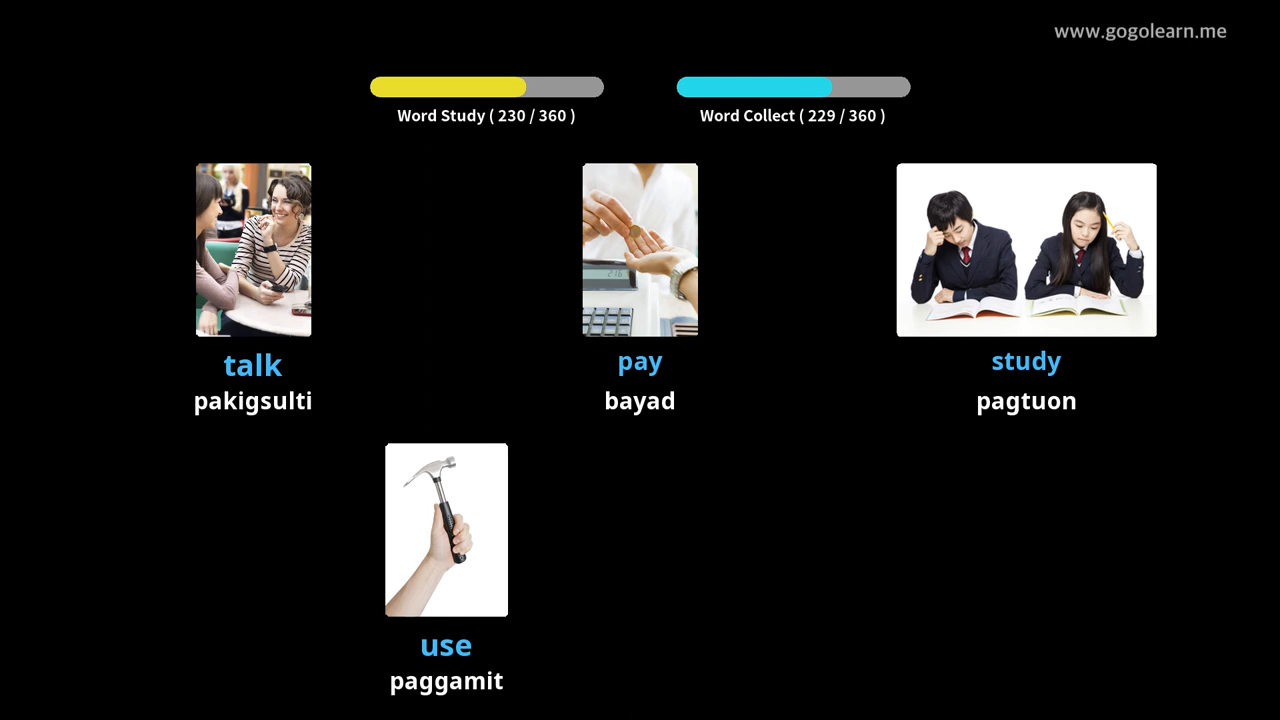 www.gogolearn.me
Word Study ( 230 / 360 )
Word Collect ( 229 / 360 )
talk
pakigsulti
pay
bayad
study
pagtuon
use
paggamit